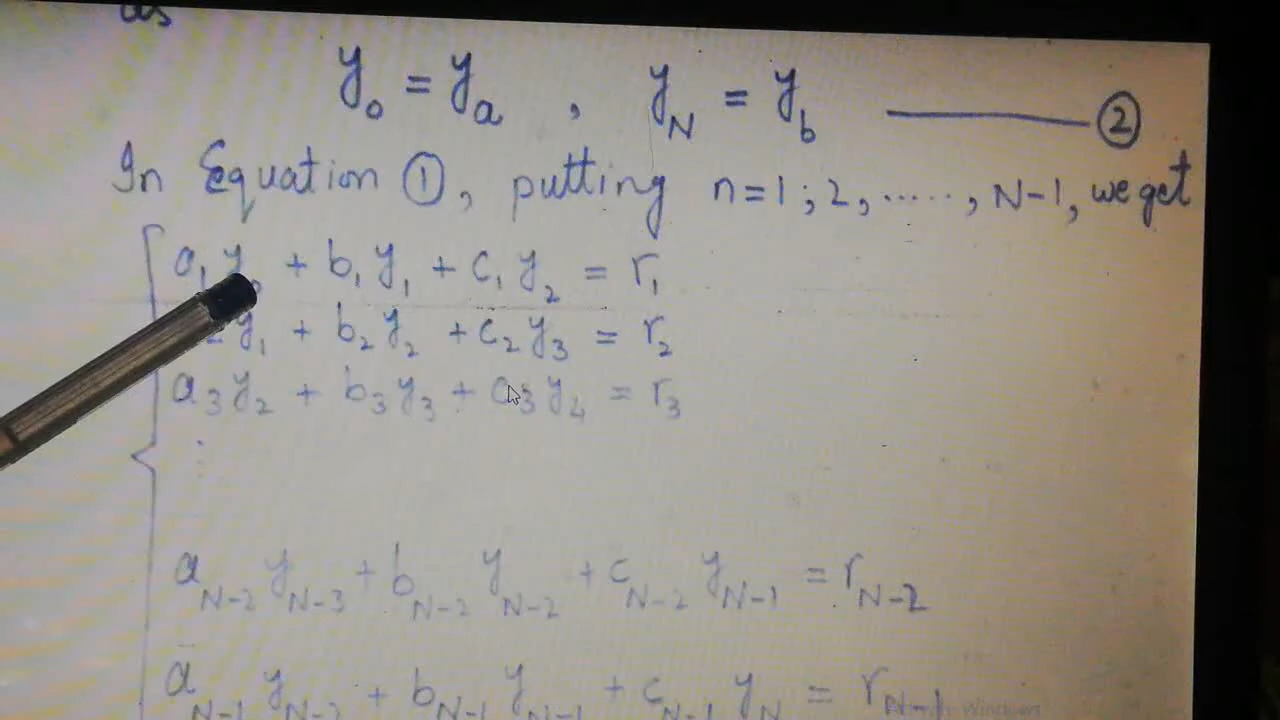 as
y₀ = yₐ , y_N = y_b ——— ②
In Equation ①, putting n=1;2,.....,N-1, we get
a₁y₀ + b₁y₁ + c₁y₂ = r₁
₂y₁ + b₂y₂ + c₂y₃ = r₂
a₃y₂ + b₃y₃ + c₃y₄ = r₃
⋮
a_{N-2} y_{N-3} + b_{N-2} y_{N-2} + c_{N-2} y_{N-1} = r_{N-2}
a_{N-1} y_{N-2} + b_{N-1} y_{N-1} + c_{N-1} y_N = r_{N-1}